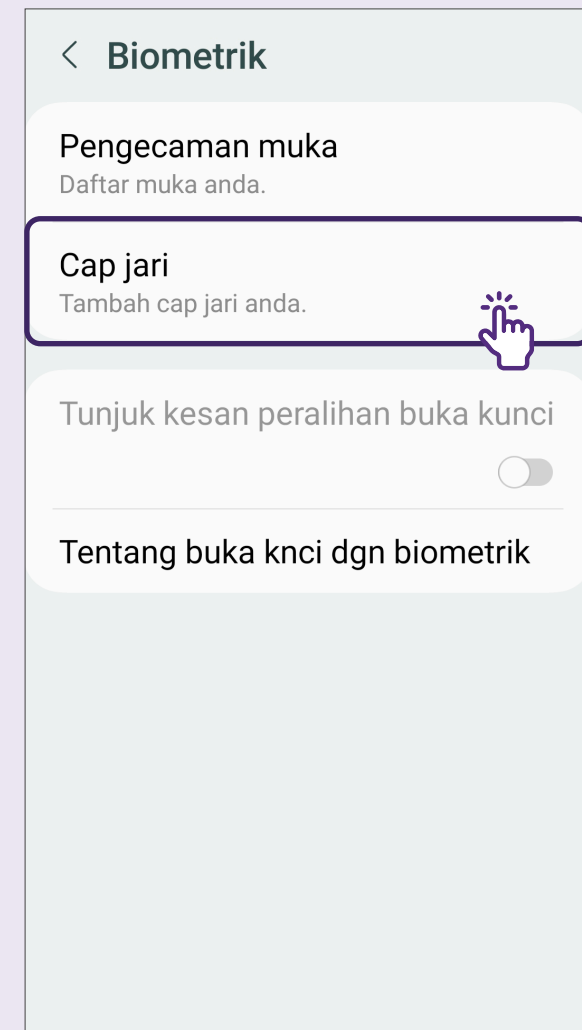 Biometrik
Pengecaman muka
Daftar muka anda.
Cap jari
Tambah cap jari anda.
Tunjuk kesan peralihan buka kunci
Tentang buka knci dgn biometrik